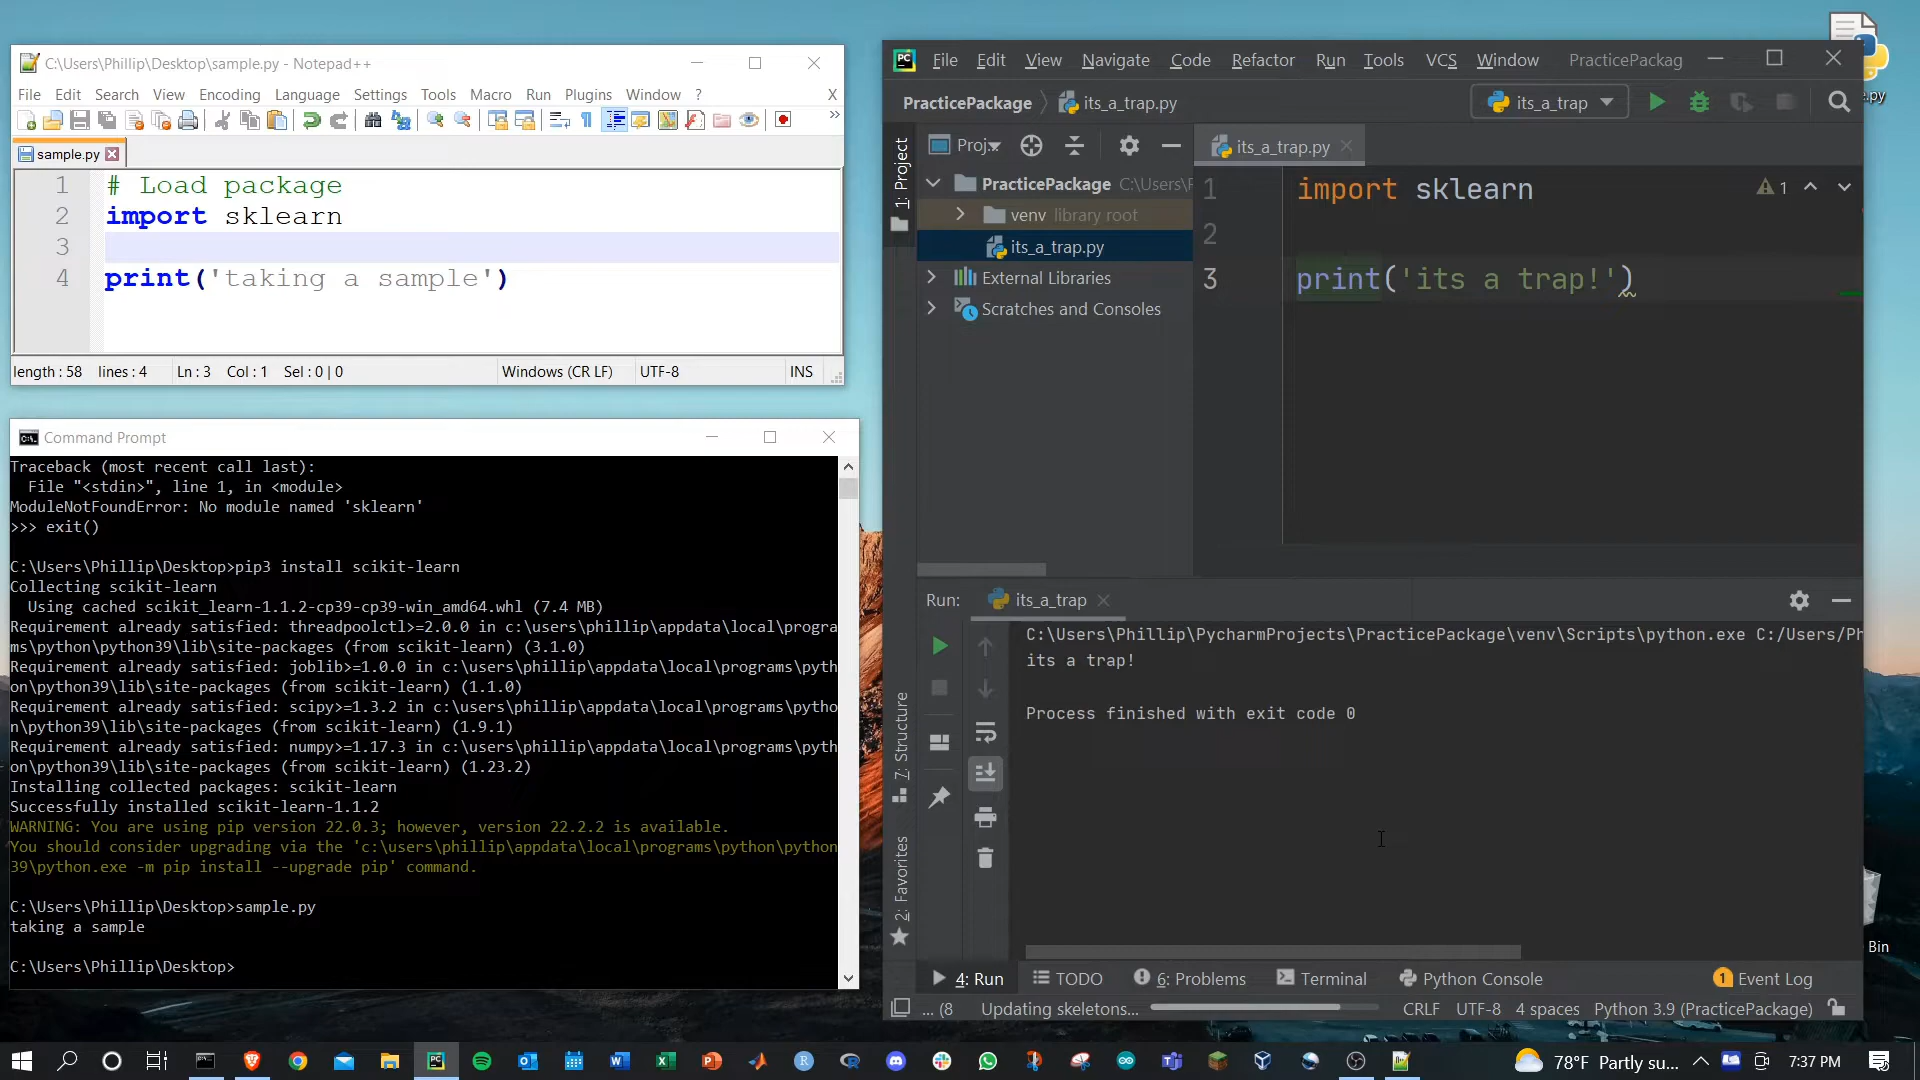 C:\Users\Phillip\Desktop\sample.py - Notepad++
File Edit Search View Encoding Language Settings Tools Macro Run Plugins Window ? X
sample.py
1 # Load package
2 import sklearn
3
4 print('taking a sample')
length : 58 lines : 4 Ln : 3 Col : 1 Sel : 0 | 0 Windows (CR LF) UTF-8 INS
Command Prompt
Traceback (most recent call last):
File "<stdin>", line 1, in <module>
ModuleNotFoundError: No module named 'sklearn'
>>> exit()
C:\Users\Phillip\Desktop>pip3 install scikit-learn
Collecting scikit-learn
Using cached scikit_learn-1.1.2-cp39-cp39-win_amd64.whl (7.4 MB)
Requirement already satisfied: threadpoolctl>=2.0.0 in c:\users\phillip\appdata\local\progra
ms\python\python39\lib\site-packages (from scikit-learn) (3.1.0)
Requirement already satisfied: joblib>=1.0.0 in c:\users\phillip\appdata\local\programs\pyth
on\python39\lib\site-packages (from scikit-learn) (1.1.0)
Requirement already satisfied: scipy>=1.3.2 in c:\users\phillip\appdata\local\programs\pytho
n\python39\lib\site-packages (from scikit-learn) (1.9.1)
Requirement already satisfied: numpy>=1.17.3 in c:\users\phillip\appdata\local\programs\pyth
on\python39\lib\site-packages (from scikit-learn) (1.23.2)
Installing collected packages: scikit-learn
Successfully installed scikit-learn-1.1.2
WARNING: You are using pip version 22.0.3; however, version 22.2.2 is available.
You should consider upgrading via the 'c:\users\phillip\appdata\local\programs\python\python
39\python.exe -m pip install --upgrade pip' command.
C:\Users\Phillip\Desktop>sample.py
taking a sample
C:\Users\Phillip\Desktop>
PC File Edit View Navigate Code Refactor Run Tools VCS Window PracticePackag
PracticePackage its_a_trap.py its_a_trap
1: Project
Proj
its_a_trap.py
PracticePackage C:\Users\
venv library root
its_a_trap.py
External Libraries
Scratches and Consoles
1 import sklearn
2
3 print('its a trap!')
1
Run: its_a_trap
C:\Users\Phillip\PycharmProjects\PracticePackage\venv\Scripts\python.exe C:/Users/Ph
its a trap!
Process finished with exit code 0
7: Structure
2: Favorites
4: Run TODO 6: Problems Terminal Python Console 1 Event Log
... (8 Updating skeletons... CRLF UTF-8 4 spaces Python 3.9 (PracticePackage)
.py
Bin
78°F Partly su... 7:37 PM